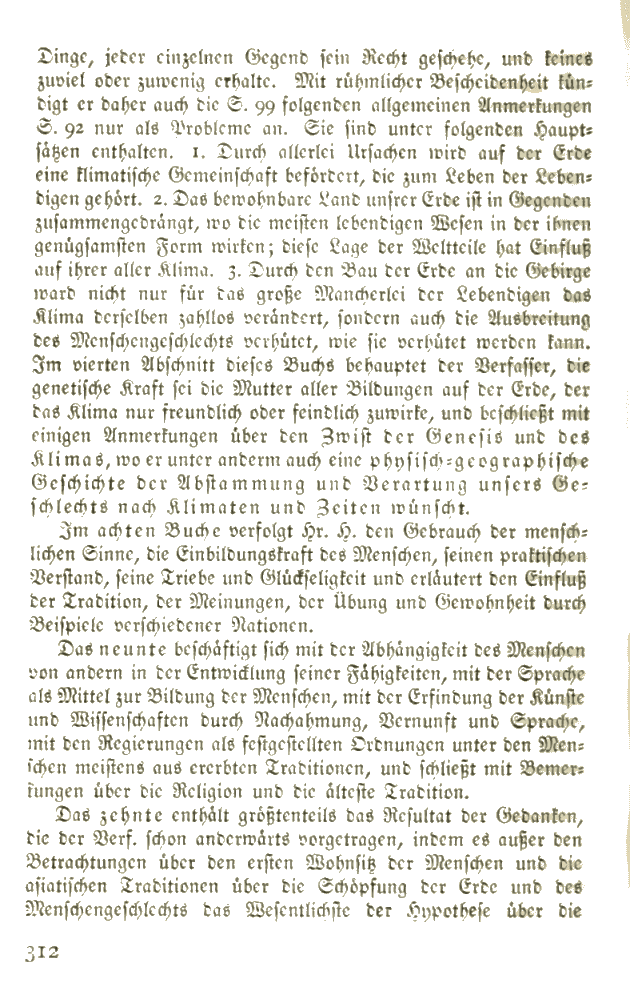 Dinge, jeder einzelnen Gegend sein Recht geschehe, und keines
zuviel oder zuwenig erhalte. Mit rühmlicher Bescheidenheit kün-
digt er daher auch die S. 99 folgenden allgemeinen Anmerkungen
S. 92 nur als Probleme an. Sie sind unter folgenden Haupt-
sätzen enthalten. 1. Durch allerlei Ursachen wird auf der Erde
eine klimatische Gemeinschaft befördert, die zum Leben der Leben-
digen gehört. 2. Das bewohnbare Land unsrer Erde ist in Gegenden
zusammengedrängt, wo die meisten lebendigen Wesen in der ihnen
genügsamsten Form wirken; diese Lage der Weltteile hat Einfluß
auf ihrer aller Klima. 3. Durch den Bau der Erde an die Gebirge
ward nicht nur für das große Mancherlei der Lebendigen das
Klima derselben zahllos verändert, sondern auch die Ausbreitung
des Menschengeschlechts verhütet, wie sie verhütet werden kann.
Im vierten Abschnitt dieses Buchs behauptet der Verfasser, die
genetische Kraft sei die Mutter aller Bildungen auf der Erde, der
das Klima nur freundlich oder feindlich zuwirke, und beschließt mit
einigen Anmerkungen über den Zwist der Genesis und des
Klimas, wo er unter anderm auch eine physisch-geographische
Geschichte der Abstammung und Verartung unsers Ge-
schlechts nach Klimaten und Zeiten wünscht.
Im achten Buche verfolgt Hr. H. den Gebrauch der mensch-
lichen Sinne, die Einbildungskraft des Menschen, seinen praktischen
Verstand, seine Triebe und Glückseligkeit und erläutert den Einfluß
der Tradition, der Meinungen, der Übung und Gewohnheit durch
Beispiele verschiedener Nationen.
Das neunte beschäftigt sich mit der Abhängigkeit des Menschen
von andern in der Entwicklung seiner Fähigkeiten, mit der Sprache
als Mittel zur Bildung der Menschen, mit der Erfindung der Künste
und Wissenschaften durch Nachahmung, Vernunft und Sprache,
mit den Regierungen als festgestellten Ordnungen unter den Men-
schen meistens aus ererbten Traditionen, und schließt mit Bemer-
kungen über die Religion und die älteste Tradition.
Das zehnte enthält größtenteils das Resultat der Gedanken,
die der Verf. schon anderwärts vorgetragen, indem es außer den
Betrachtungen über den ersten Wohnsitz der Menschen und die
asiatischen Traditionen über die Schöpfung der Erde und des
Menschengeschlechts das Wesentlichste der Hypothese über die
312